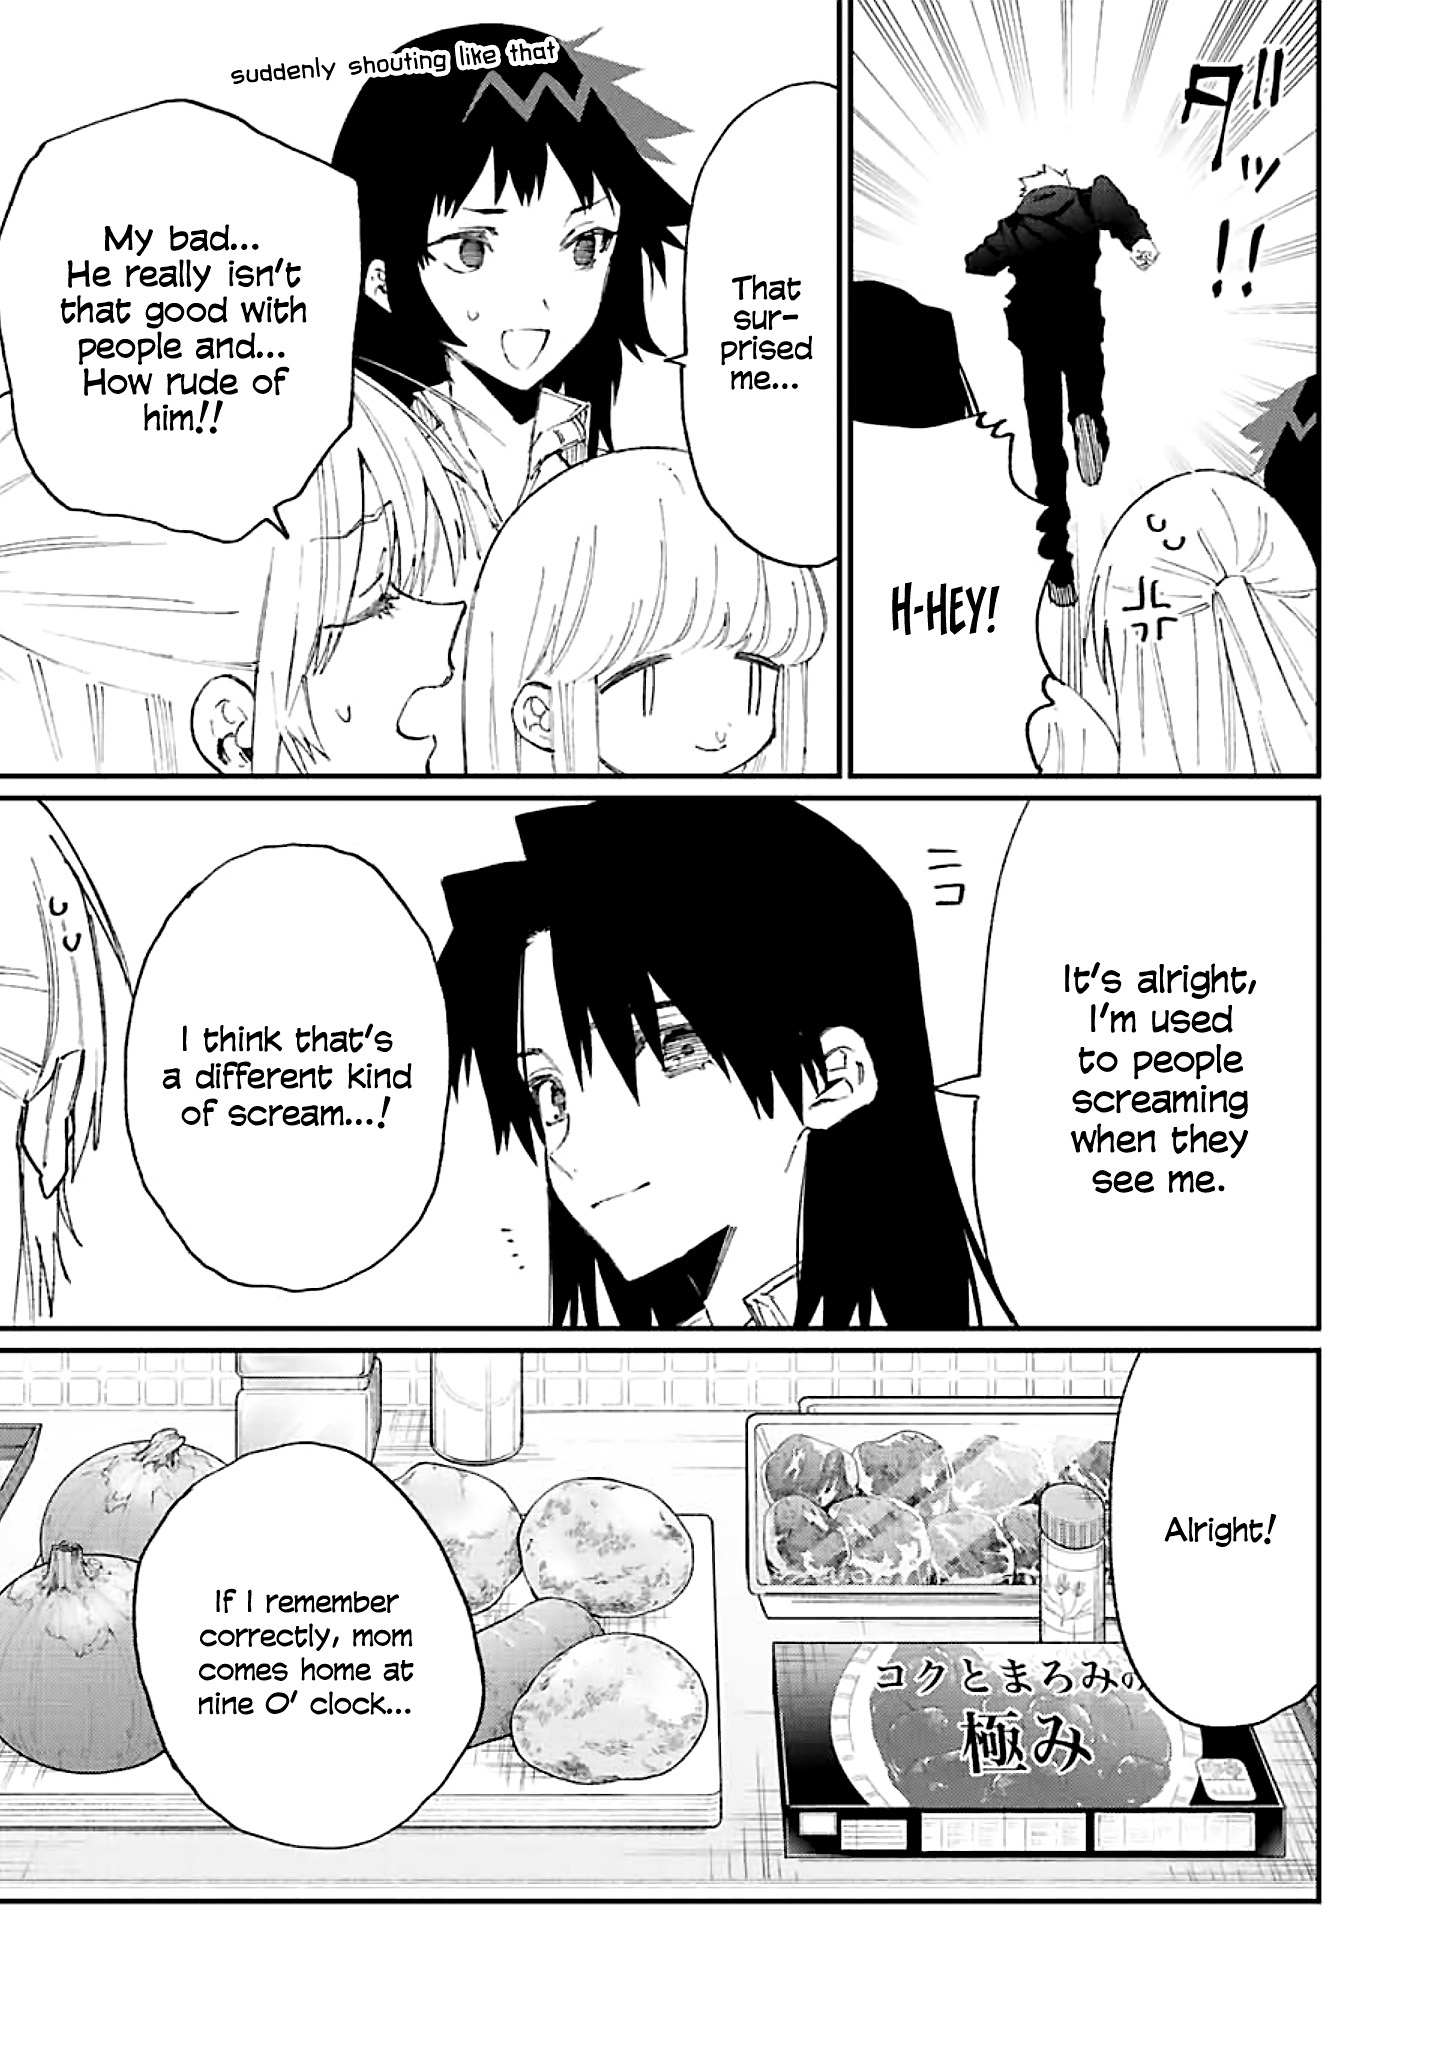 ダッ!!
H-HEY!
That
sur-
prised
me...
suddenly shouting like that
My bad...
He really isn't
that good with
people and...
How rude of
him!!
It's alright,
I'm used
to people
screaming
when they
see me.
ニコ
I think that's
a different kind
of scream...!
Alright!
コクとまろみの
極み
If I remember
correctly, mom
comes home at
nine O' clock...